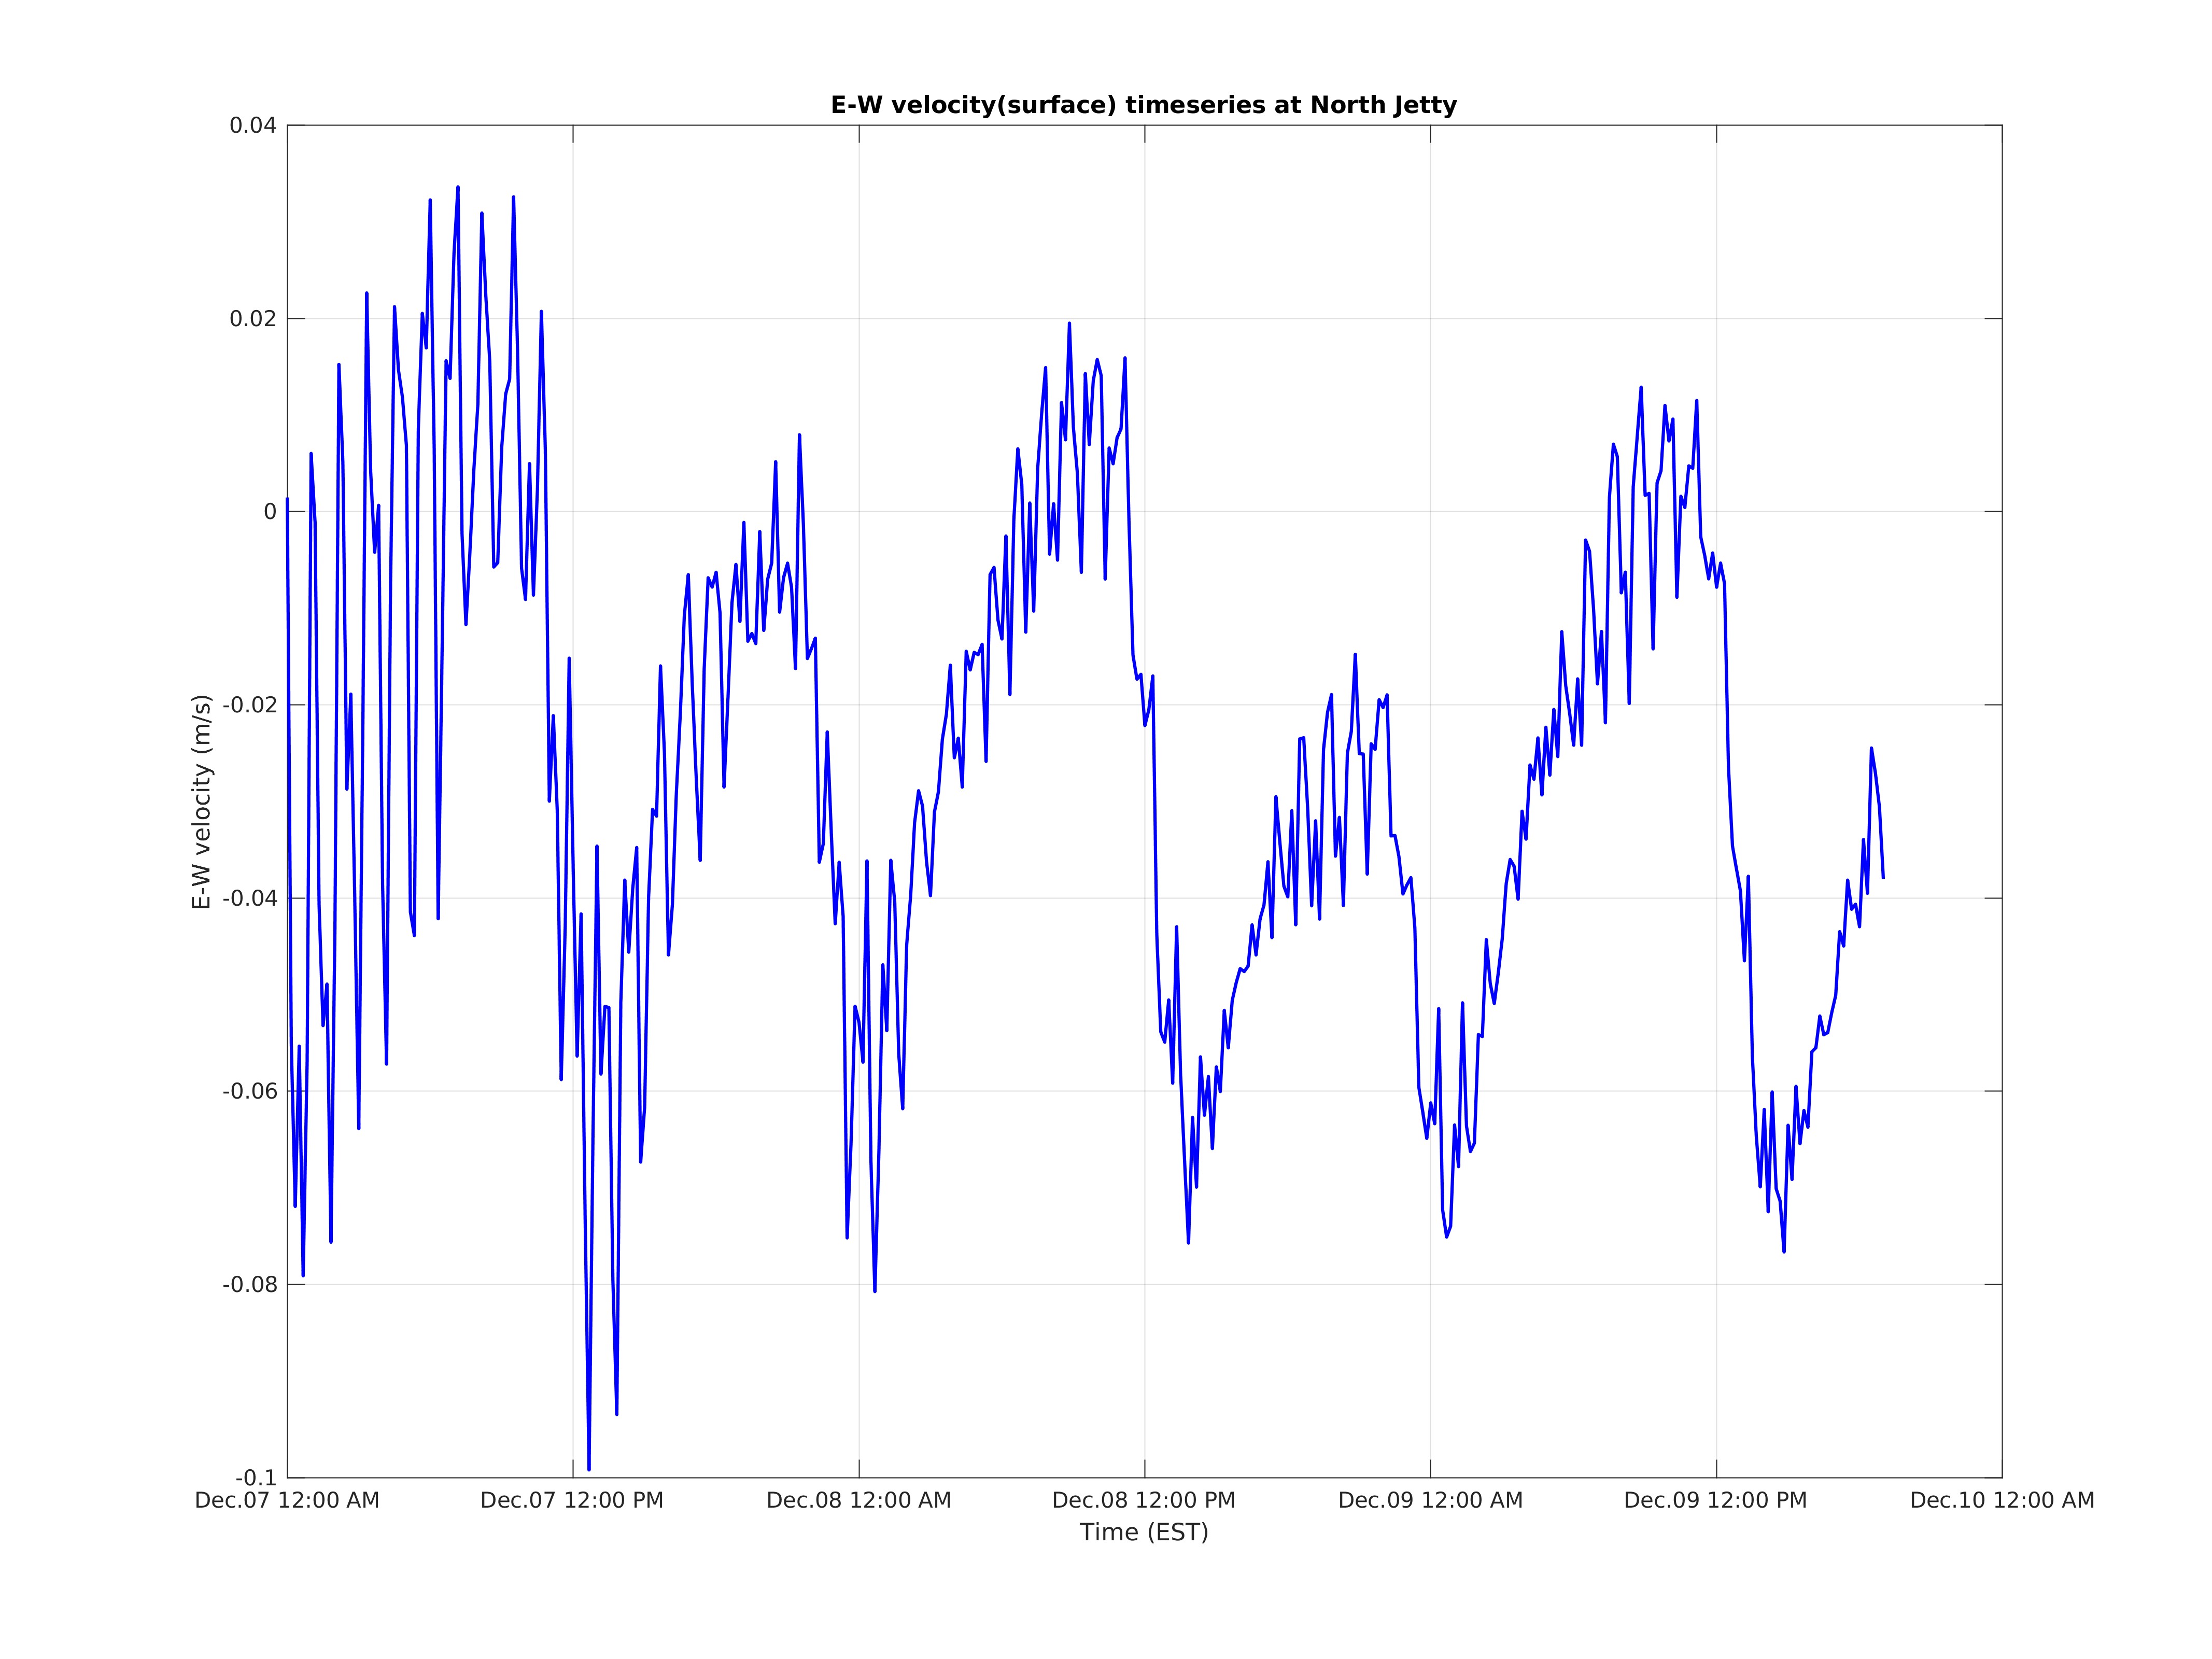 E-W velocity(surface) timeseries at North Jetty
0.04
0.02
0
-0.02
-0.04
-0.06
-0.08
-0.1
E-W velocity (m/s)
Dec.07 12:00 AM Dec.07 12:00 PM Dec.08 12:00 AM Dec.08 12:00 PM Dec.09 12:00 AM Dec.09 12:00 PM Dec.10 12:00 AM
Time (EST)